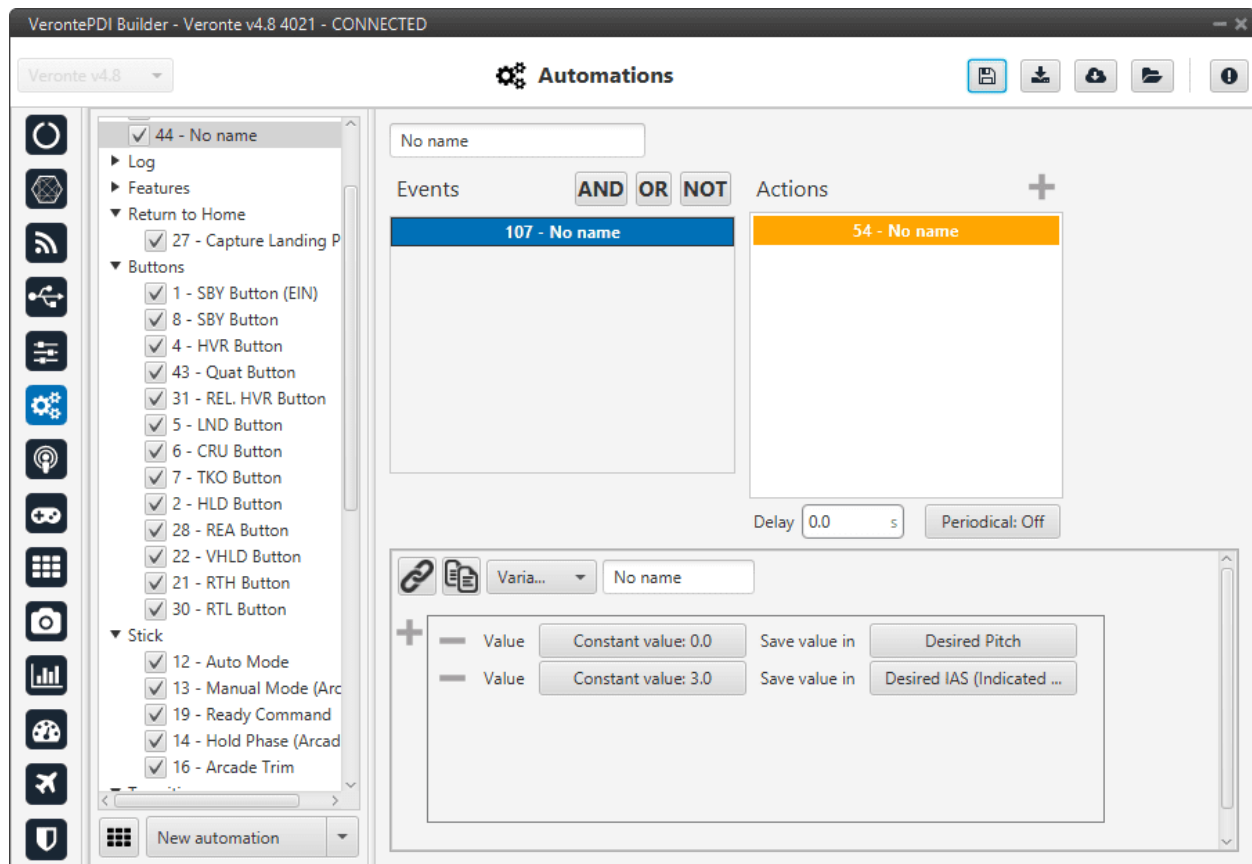 VerontePDI Builder - Veronte v4.8 4021 - CONNECTED
Veronte v4.8
Automations
44 - No name
Log
Features
Return to Home
27 - Capture Landing P
Buttons
1 - SBY Button (EIN)
8 - SBY Button
4 - HVR Button
43 - Quat Button
31 - REL. HVR Button
5 - LND Button
6 - CRU Button
7 - TKO Button
2 - HLD Button
28 - REA Button
22 - VHLD Button
21 - RTH Button
30 - RTL Button
Stick
12 - Auto Mode
13 - Manual Mode (Arc
19 - Ready Command
14 - Hold Phase (Arcad
16 - Arcade Trim
New automation
No name
Events AND OR NOT
107 - No name
Actions
54 - No name
Delay 0.0 s Periodical: Off
Varia... No name
Value Constant value: 0.0 Save value in Desired Pitch
Value Constant value: 3.0 Save value in Desired IAS (Indicated ...